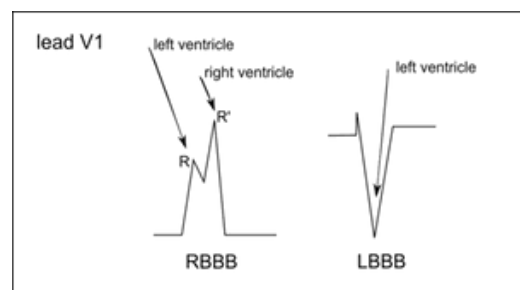 lead V1
left ventricle
right ventricle
left ventricle
R'
R
RBBB
LBBB